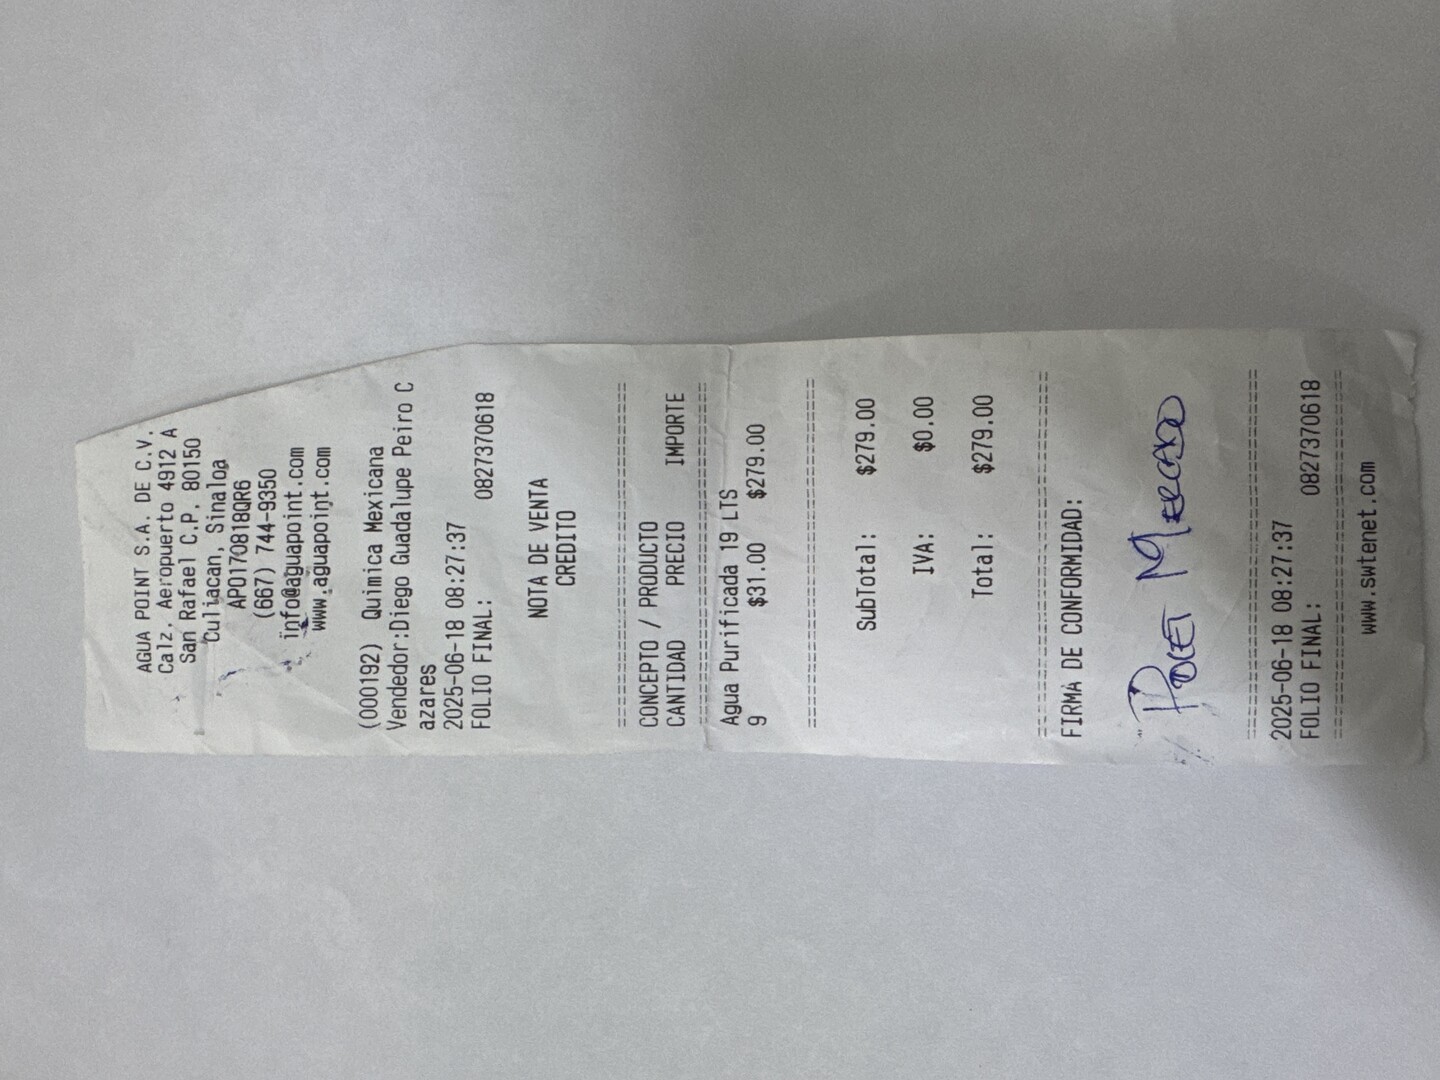 AGUA POINT S.A. DE C.V.
Calz. Aeropuerto 4912 A
San Rafael C.P. 80150
Culiacan, Sinaloa
APO170818QR6
(667) 744-9350
info@aguapoint.com
www.aguapoint.com
(000192) Quimica Mexicana
Vendedor:Diego Guadalupe Peiro C
azares
2025-06-18 08:27:37
FOLIO FINAL: 0827370618
NOTA DE VENTA
CREDITO
================================
CONCEPTO / PRODUCTO
CANTIDAD PRECIO IMPORTE
================================
Agua Purificada 19 LTS
9 $31.00 $279.00
================================
SubTotal: $279.00
IVA: $0.00
Total: $279.00
================================
FIRMA DE CONFORMIDAD:
================================
2025-06-18 08:27:37
FOLIO FINAL: 0827370618
================================
www.swtenet.com